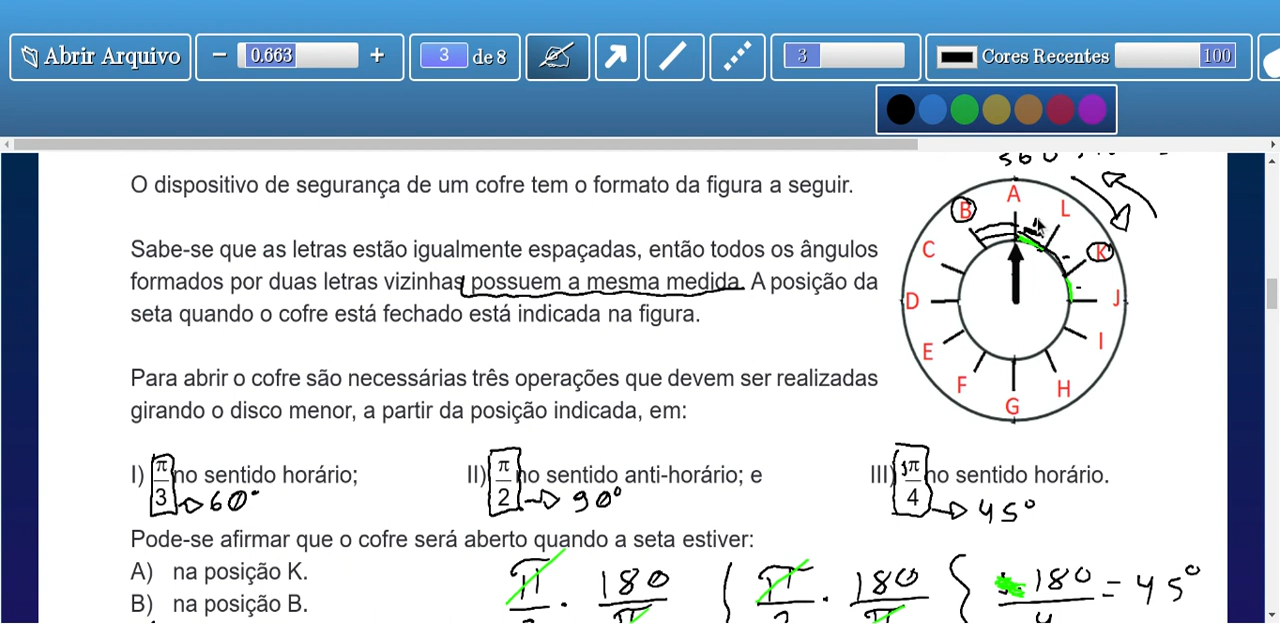 Abrir Arquivo − 0.663 + 3 de 8 3 Cores Recentes 100
O dispositivo de segurança de um cofre tem o formato da figura a seguir.
Sabe-se que as letras estão igualmente espaçadas, então todos os ângulos
formados por duas letras vizinhas possuem a mesma medida. A posição da
seta quando o cofre está fechado está indicada na figura.
Para abrir o cofre são necessárias três operações que devem ser realizadas
girando o disco menor, a partir da posição indicada, em:
A
B L
C K
D J
E I
F H
G
I) π/3 no sentido horário; II) π/2 no sentido anti-horário; e III) π/4 no sentido horário.
→ 60° → 90° → 45°
Pode-se afirmar que o cofre será aberto quando a seta estiver:
A) na posição K.
B) na posição B.
π · 180/π π · 180/π 180/4 = 45°